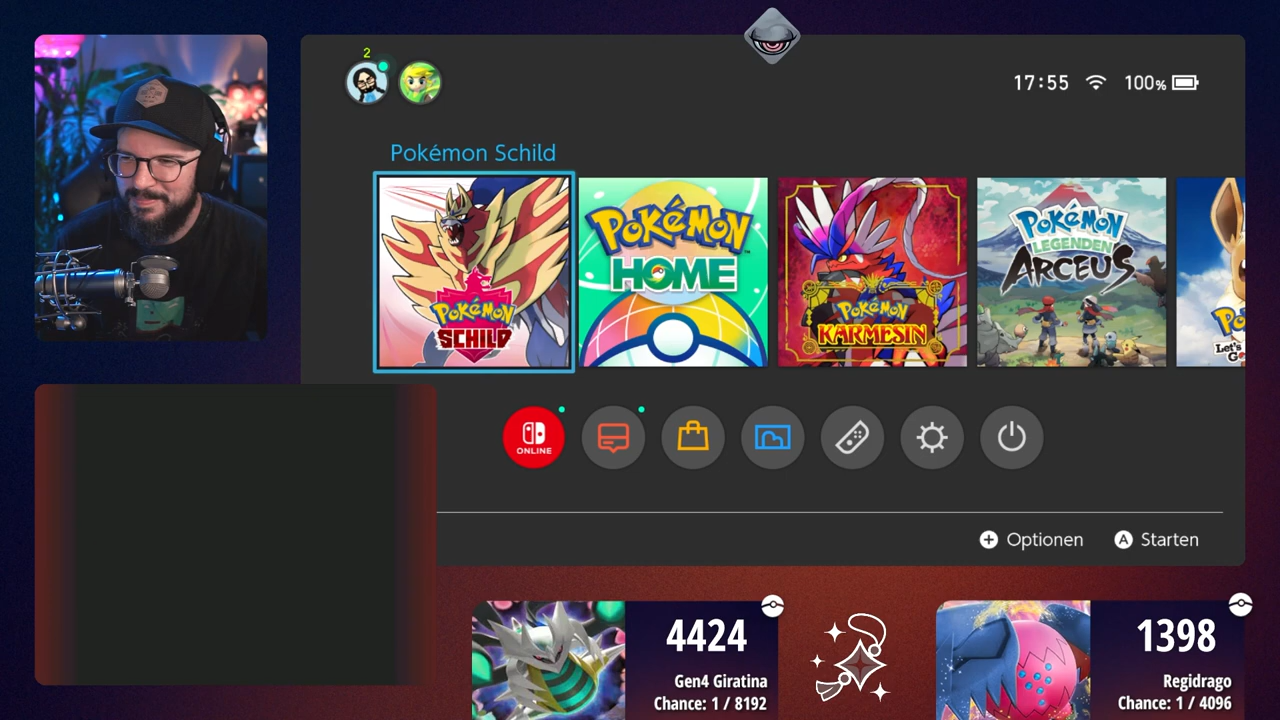 2
17:55
100%
Pokémon Schild
POKéMON
SCHILD
POKéMON
HOME
POKéMON
KARMESIN
POKéMON
LEGENDEN
ARCEUS
Let's
ONLINE
+ Optionen
A Starten
4424
Gen4 Giratina
Chance: 1 / 8192
1398
Regidrago
Chance: 1 / 4096